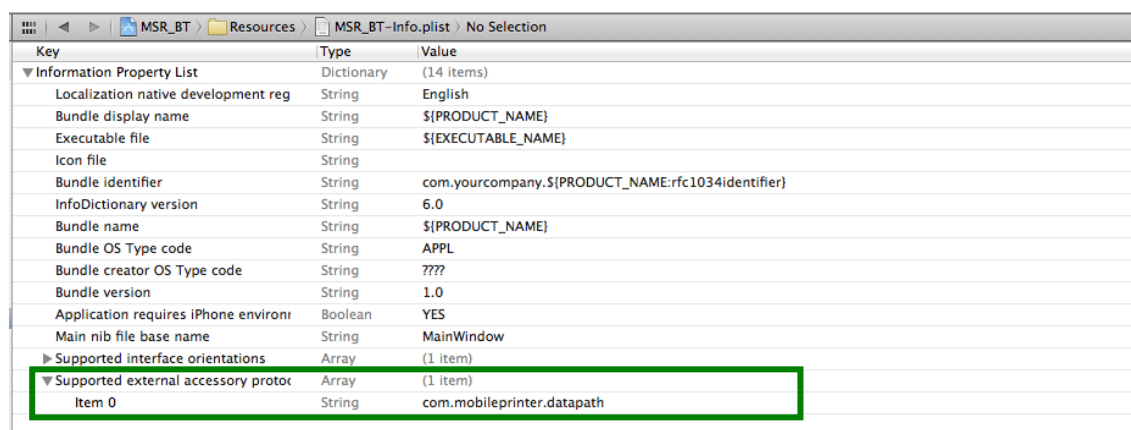 MSR_BT Resources MSR_BT-Info.plist No Selection
Key Type Value
Information Property List Dictionary (14 items)
Localization native development reg String English
Bundle display name String ${PRODUCT_NAME}
Executable file String ${EXECUTABLE_NAME}
Icon file String
Bundle identifier String com.yourcompany.${PRODUCT_NAME:rfc1034identifier}
InfoDictionary version String 6.0
Bundle name String ${PRODUCT_NAME}
Bundle OS Type code String APPL
Bundle creator OS Type code String ????
Bundle version String 1.0
Application requires iPhone environ Boolean YES
Main nib file base name String MainWindow
Supported interface orientations Array (1 item)
Supported external accessory protoc Array (1 item)
Item 0 String com.mobileprinter.datapath